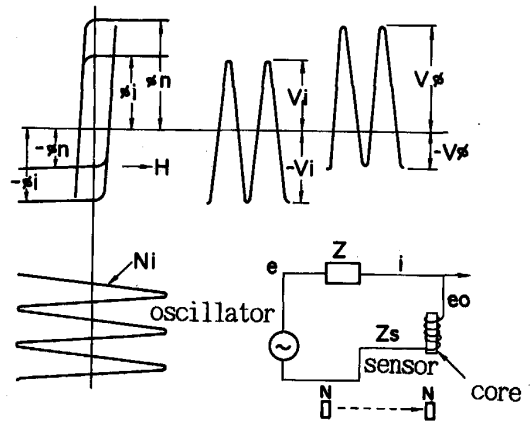 øi
øn
-øn
-øi
H
Vi
-Vi
Vø
-Vø
Ni
oscillator
e
Z
i
eo
Zs
sensor
core
N
N